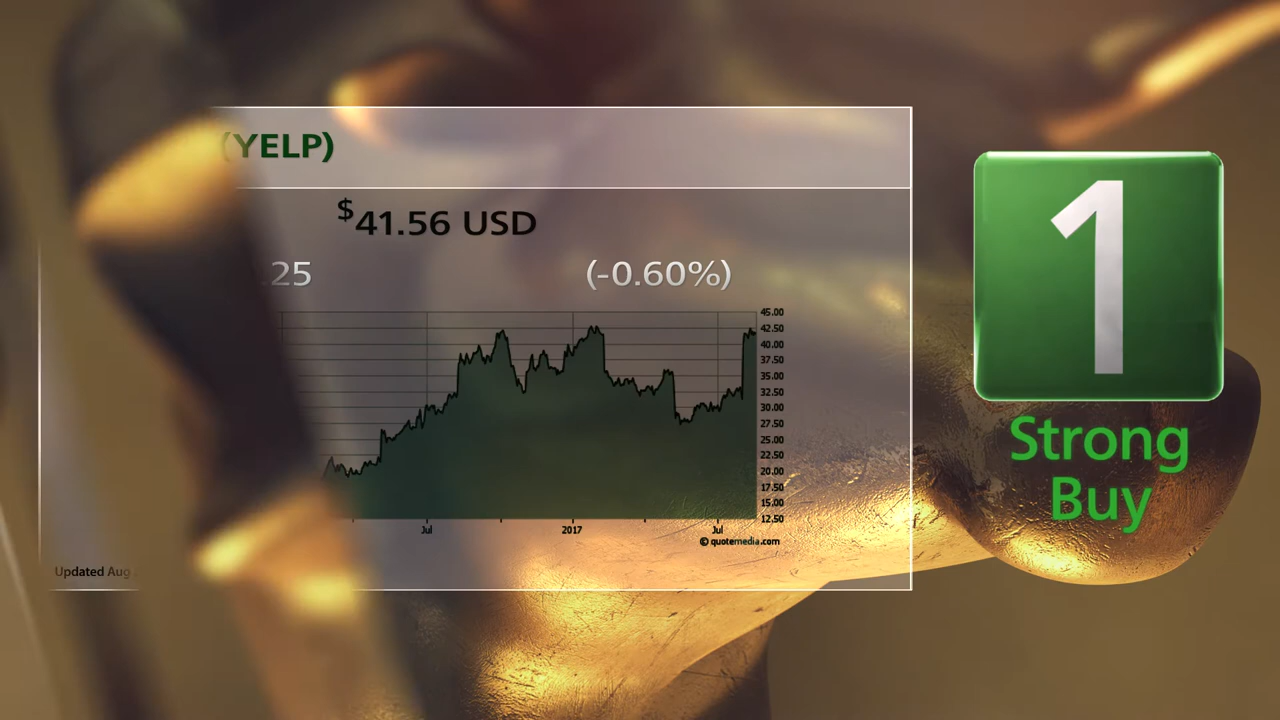 (YELP)
$41.56 USD
.25 (-0.60%)
45.00
42.50
40.00
37.50
35.00
32.50
30.00
27.50
25.00
22.50
20.00
17.50
15.00
12.50
Jul 2017 Jul
© quotemedia.com
Updated Aug
1
Strong
Buy